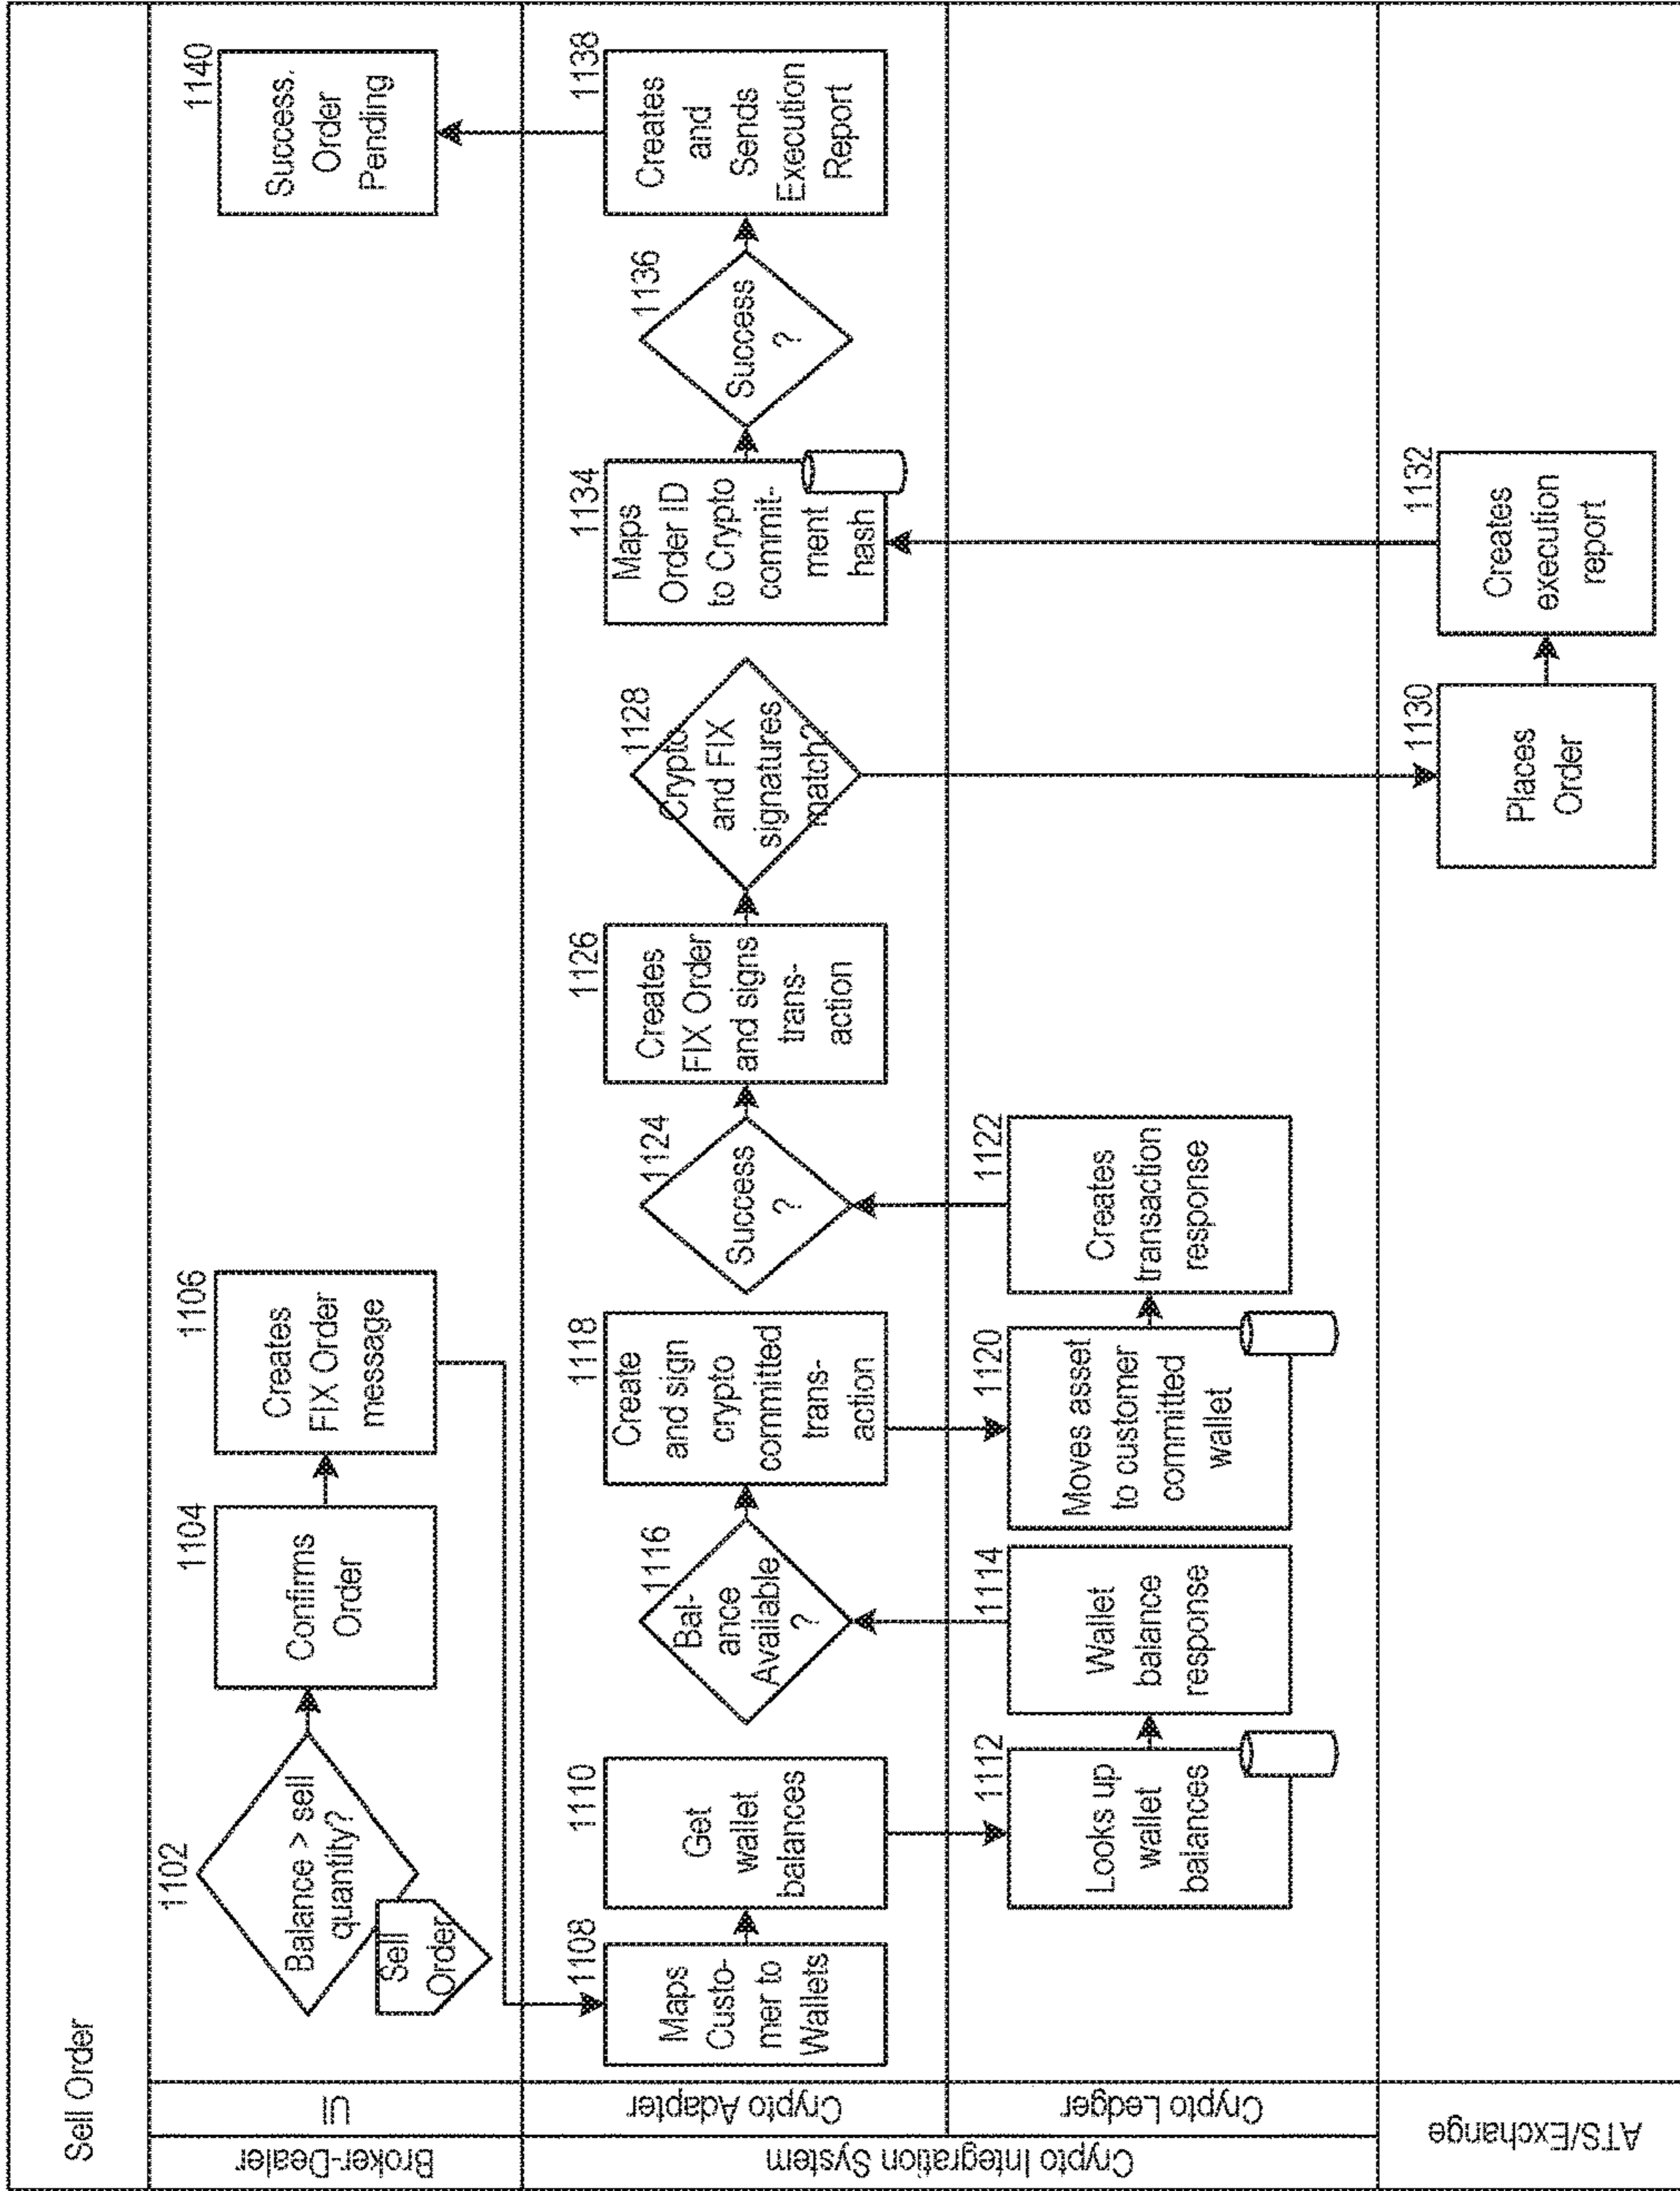 Sell Order
Broker-Dealer
UI
1102
Balance > sell
quantity?
Sell
Order
1104
Confirms
Order
1106
Creates
FIX Order
message
1140
Success.
Order
Pending
Crypto Integration System
Crypto Adapter
1108
Maps
Custo-
mer to
Wallets
1110
Get
wallet
balances
1116
Bal-
ance
Available
?
1118
Create
and sign
crypto
committed
trans-
action
1124
Success
?
1126
Creates
FIX Order
and signs
trans-
action
1128
Crypto
and FIX
signatures
match?
1134
Maps
Order ID
to Crypto
commit-
ment
hash
1136
Success
?
1138
Creates
and
Sends
Execution
Report
Crypto Ledger
1112
Looks up
wallet
balances
1114
Wallet
balance
response
1120
Moves asset
to customer
committed
wallet
1122
Creates
transaction
response
ATS/Exchange
1130
Places
Order
1132
Creates
execution
report